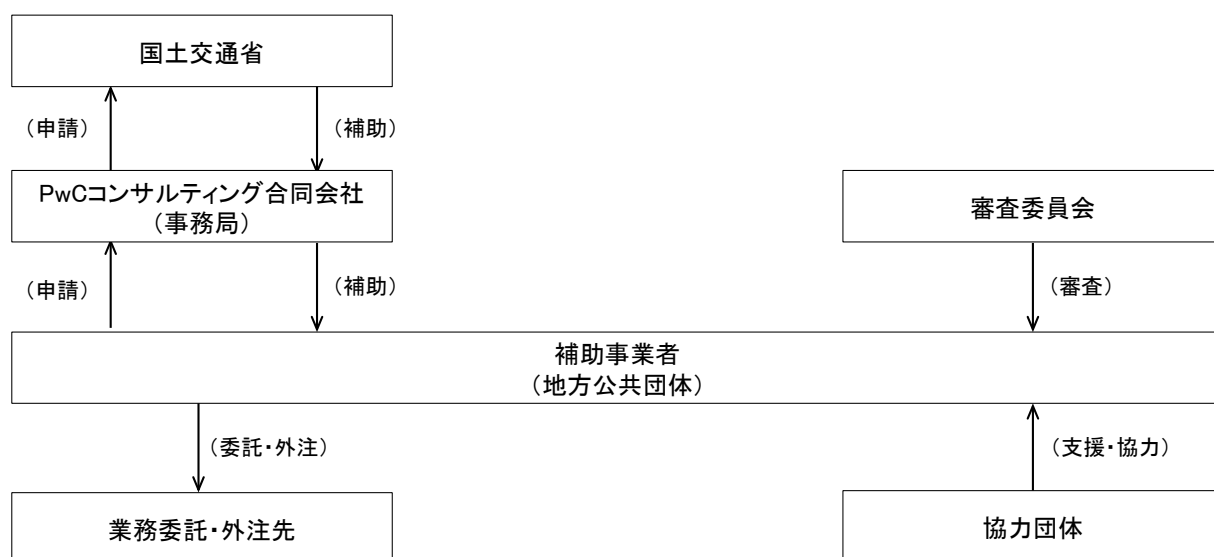 国土交通省
（申請）
（補助）
PwCコンサルティング合同会社
（事務局）
審査委員会
（申請）
（補助）
（審査）
補助事業者
（地方公共団体）
（委託・外注）
（支援・協力）
業務委託・外注先
協力団体